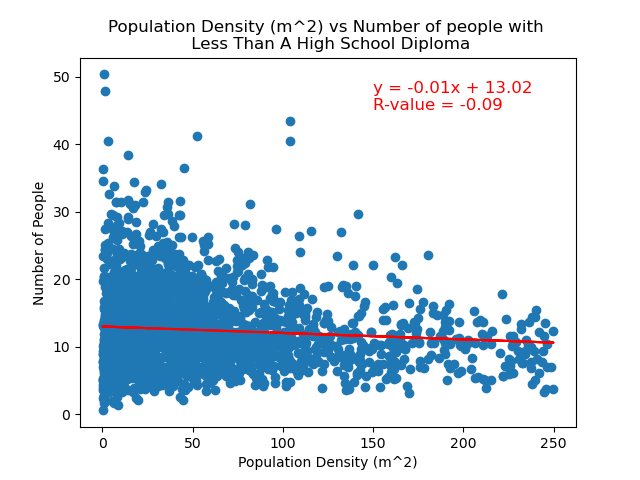 Population Density (m^2) vs Number of people with
Less Than A High School Diploma
y = -0.01x + 13.02
R-value = -0.09
50
40
30
20
10
0
Number of People
0 50 100 150 200 250
Population Density (m^2)